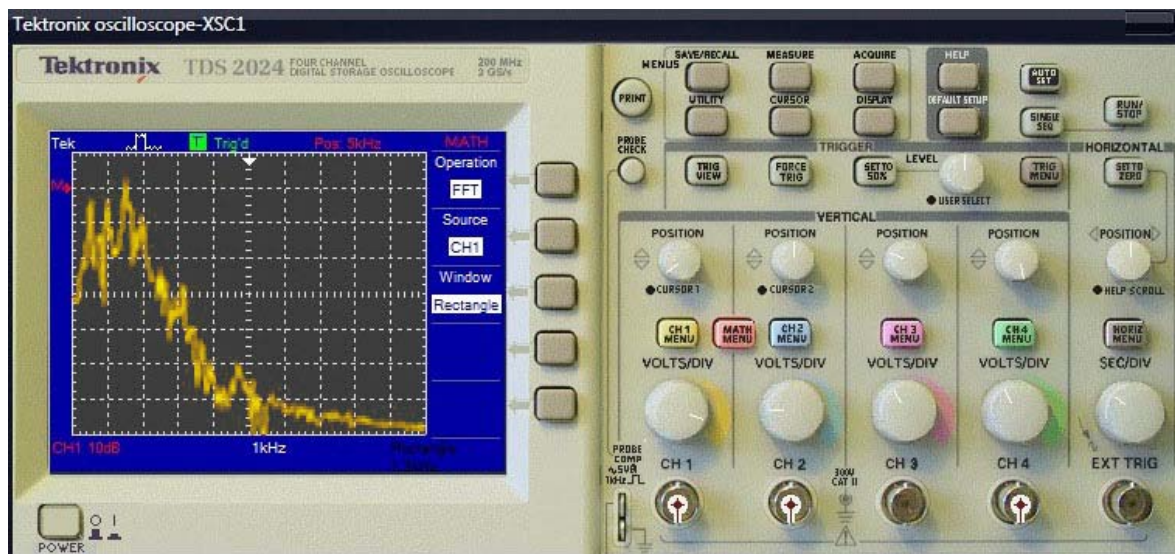 Tektronix oscilloscope-XSC1
Tektronix TDS 2024 FOUR CHANNEL DIGITAL STORAGE OSCILLOSCOPE 200 MHz 2 GS/s
Tek T Trig'd Pos: 5kHz MATH
M
Operation
FFT
Source
CH1
Window
Rectangle
CH1 10dB 1kHz Rectangle
POWER
PRINT
MENUS
SAVE/RECALL MEASURE ACQUIRE
UTILITY CURSOR DISPLAY
HELP
DEFAULT SETUP
AUTO SET
SINGLE SEQ
RUN/ STOP
PROBE CHECK
TRIGGER
TRIG VIEW
FORCE TRIG
SET TO 50%
LEVEL
USER SELECT
TRIG MENU
HORIZONTAL
SET TO ZERO
VERTICAL
POSITION POSITION POSITION POSITION POSITION
CURSOR 1 CURSOR 2 HELP SCROLL
CH 1 MENU
MATH MENU
CH 2 MENU
CH 3 MENU
CH 4 MENU
HORIZ MENU
VOLTS/DIV VOLTS/DIV VOLTS/DIV VOLTS/DIV SEC/DIV
PROBE COMP
~5V@
1kHz
CH 1 CH 2 CH 3 CH 4 EXT TRIG
300V
CAT II